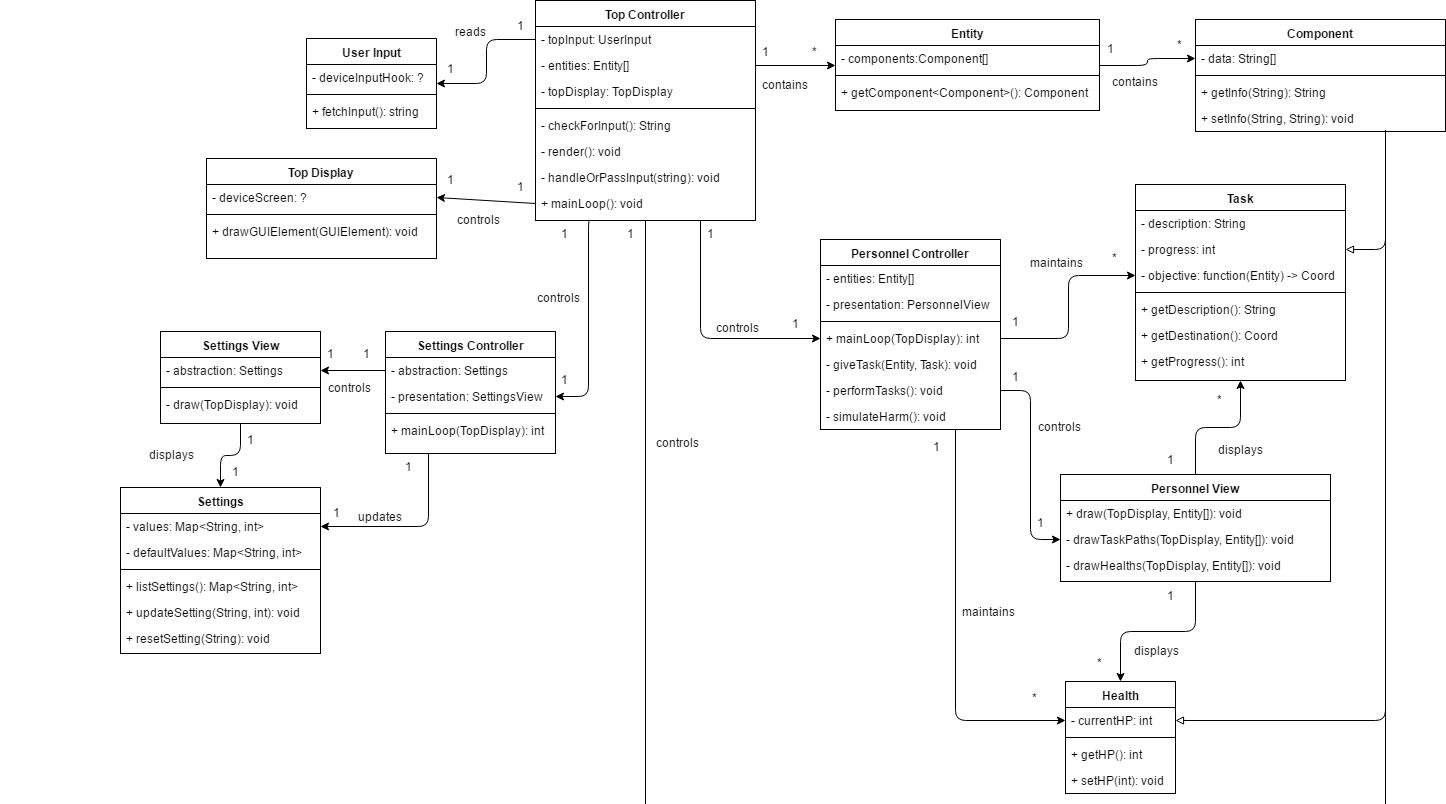 Top Controller
- topInput: UserInput
- entities: Entity[]
- topDisplay: TopDisplay
- checkForInput(): String
- render(): void
- handleOrPassInput(string): void
+ mainLoop(): void
reads
1
1
User Input
- deviceInputHook: ?
+ fetchInput(): string
1
*
contains
Entity
- components:Component[]
+ getComponent<Component>(): Component
1
*
contains
Component
- data: String[]
+ getInfo(String): String
+ setInfo(String, String): void
Top Display
- deviceScreen: ?
+ drawGUIElement(GUIElement): void
1
1
controls
1
1
1
controls
Task
- description: String
- progress: int
- objective: function(Entity) -> Coord
+ getDescription(): String
+ getDestination(): Coord
+ getProgress(): int
Personnel Controller
- entities: Entity[]
- presentation: PersonnelView
+ mainLoop(TopDisplay): int
- giveTask(Entity, Task): void
- performTasks(): void
- simulateHarm(): void
maintains
*
1
controls
1
Settings View
- abstraction: Settings
- draw(TopDisplay): void
1
1
controls
Settings Controller
- abstraction: Settings
- presentation: SettingsView
+ mainLoop(TopDisplay): int
1
1
controls
*
controls
1
1
displays
1
1
1
updates
1
displays
1
Settings
- values: Map<String, int>
- defaultValues: Map<String, int>
+ listSettings(): Map<String, int>
+ updateSetting(String, int): void
+ resetSetting(String): void
Personnel View
+ draw(TopDisplay, Entity[]): void
- drawTaskPaths(TopDisplay, Entity[]): void
- drawHealths(TopDisplay, Entity[]): void
1
1
maintains
displays
*
*
Health
- currentHP: int
+ getHP(): int
+ setHP(int): void